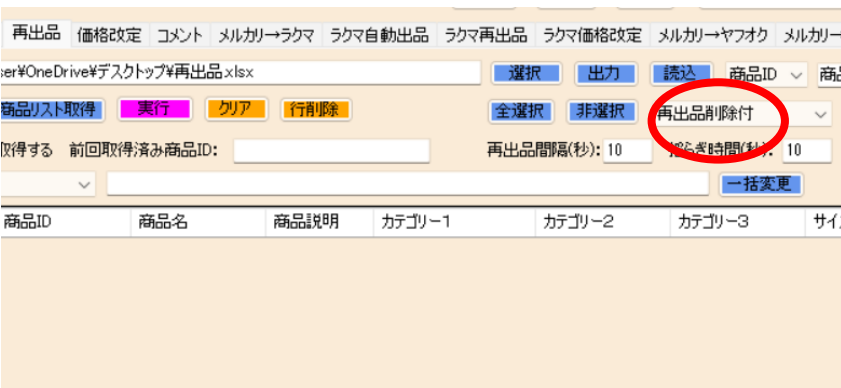 再出品 価格改定 コメント メルカリ→ラクマ ラクマ自動出品 ラクマ再出品 ラクマ価格改定 メルカリ→ヤフオク メルカリー
ser¥OneDrive¥デスクトップ¥再出品.xlsx 選択 出力 読込 商品ID 商品
商品リスト取得 実行 クリア 行削除 全選択 非選択 再出品削除付
取得する 前回取得済み商品ID: 再出品間隔(秒): 10 揺らぎ時間(秒): 10
一括変更
商品ID 商品名 商品説明 カテゴリー1 カテゴリー2 カテゴリー3 サイ